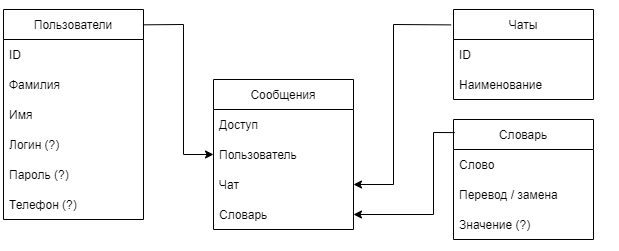 Пользователи
ID
Фамилия
Имя
Логин (?)
Пароль (?)
Телефон (?)
Сообщения
Доступ
Пользователь
Чат
Словарь
Чаты
ID
Наименование
Словарь
Слово
Перевод / замена
Значение (?)